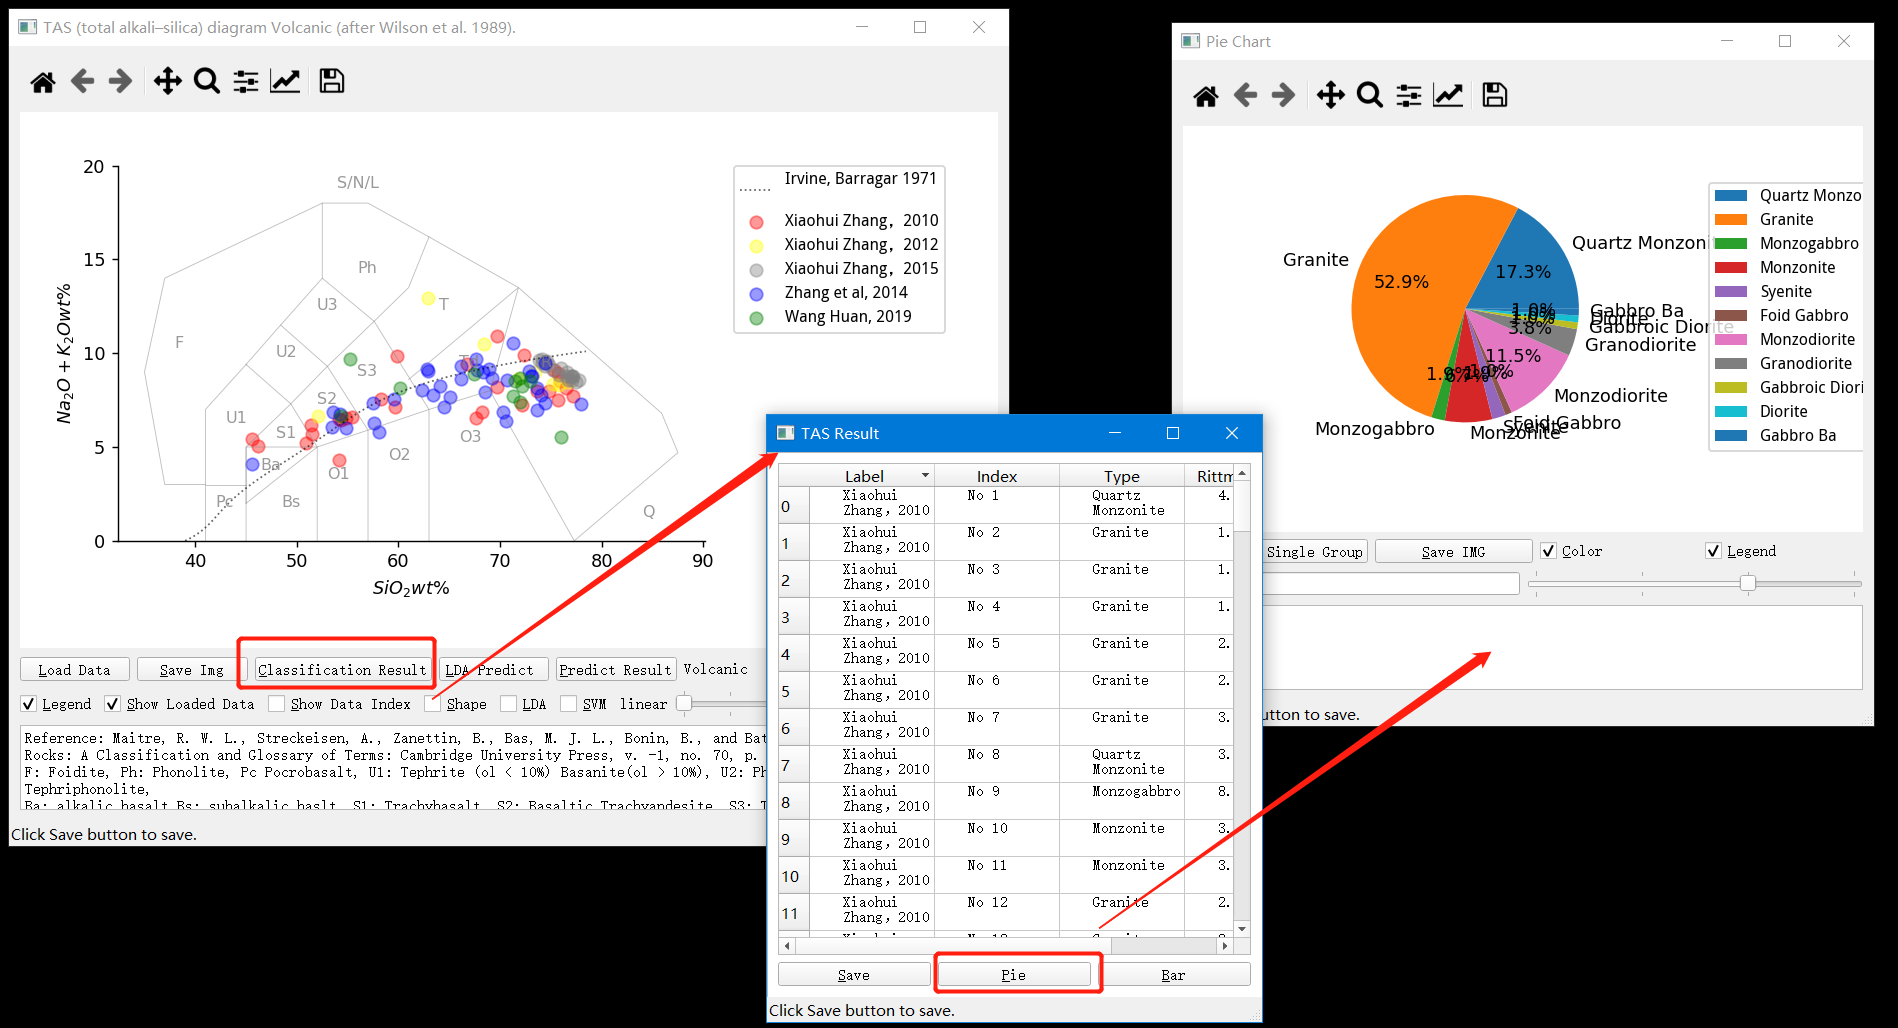 TAS (total alkali–silica) diagram Volcanic (after Wilson et al. 1989).
20
15
10
5
0
Na₂O + K₂Owt%
40
50
60
70
80
90
SiO₂wt%
S/N/L
Ph
U3
T
F
U2
S3
S2
U1
S1
Ba
O1
O2
O3
Pc
Bs
Q
Irvine, Barragar 1971
Xiaohui Zhang，2010
Xiaohui Zhang，2012
Xiaohui Zhang，2015
Zhang et al, 2014
Wang Huan, 2019
Load Data
Save Img
Classification Result
LDA Predict
Predict Result
Volcanic
Legend
Show Loaded Data
Show Data Index
Shape
LDA
SVM
linear
Reference: Maitre, R. W. L., Streckeisen, A., Zanettin, B., Bas, M. J. L., Bonin, B., and Bat
Rocks: A Classification and Glossary of Terms: Cambridge University Press, v. -1, no. 70, p.
F: Foidite, Ph: Phonolite, Pc Pocrobasalt, U1: Tephrite (ol < 10%) Basanite(ol > 10%), U2: Ph
Tephriphonolite,
Ba: alkalic basalt Bs: subalkalic baslt, S1: Trachybasalt, S2: Basaltic Trachyandesite, S3: T
Click Save button to save.
TAS Result
Label
Index
Type
Rittm
0
Xiaohui
Zhang，2010
No 1
Quartz
Monzonite
4.
1
Xiaohui
Zhang，2010
No 2
Granite
1.
2
Xiaohui
Zhang，2010
No 3
Granite
1.
3
Xiaohui
Zhang，2010
No 4
Granite
1.
4
Xiaohui
Zhang，2010
No 5
Granite
2.
5
Xiaohui
Zhang，2010
No 6
Granite
2.
6
Xiaohui
Zhang，2010
No 7
Granite
3.
7
Xiaohui
Zhang，2010
No 8
Quartz
Monzonite
3.
8
Xiaohui
Zhang，2010
No 9
Monzogabbro
8.
9
Xiaohui
Zhang，2010
No 10
Monzonite
3.
10
Xiaohui
Zhang，2010
No 11
Monzonite
3.
11
Xiaohui
Zhang，2010
No 12
Granite
2.
Save
Pie
Bar
Click Save button to save.
Pie Chart
Granite
52.9%
17.3%
Quartz Monzonit
1.0%
Gabbro Ba
Diorite
Gabbroic Diorite
3.8%
Granodiorite
11.5%
Monzodiorite
Foid Gabbro
Syenite
Monzonite
Monzogabbro
Quartz Monzo
Granite
Monzogabbro
Monzonite
Syenite
Foid Gabbro
Monzodiorite
Granodiorite
Gabbroic Diori
Diorite
Gabbro Ba
Single Group
Save IMG
Color
Legend
utton to save.